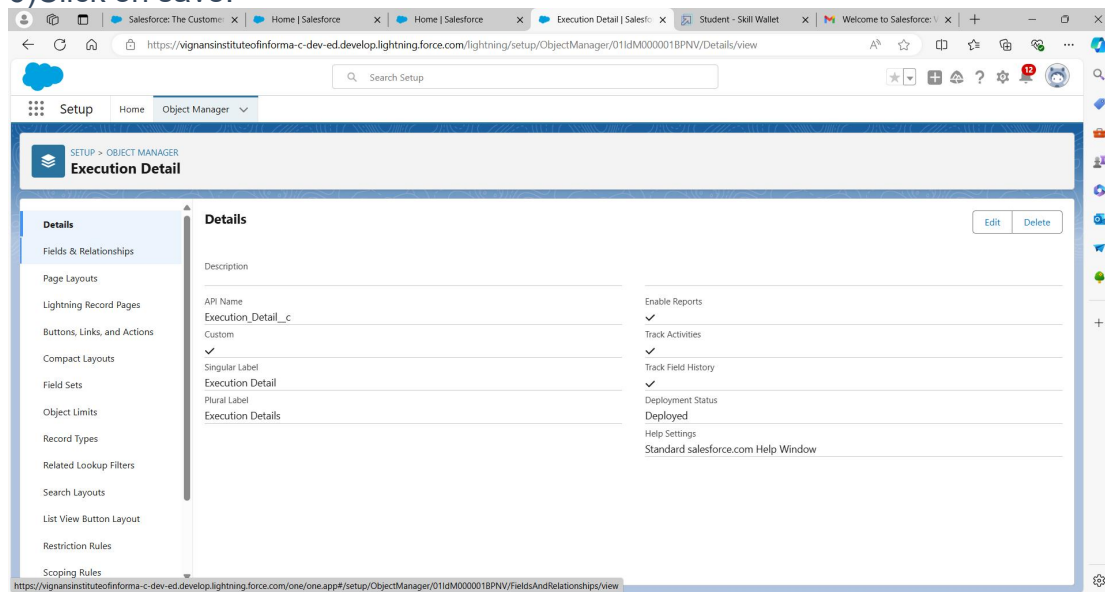 Salesforce: The Customer
Home | Salesforce
Home | Salesforce
Execution Detail | Salesfo
Student - Skill Wallet
Welcome to Salesforce: V
https://vignansinstituteofinforma-c-dev-ed.develop.lightning.force.com/lightning/setup/ObjectManager/01IdM000001BPNV/Details/view
Search Setup
12
Setup
Home
Object Manager
SETUP > OBJECT MANAGER
Execution Detail
Details
Fields & Relationships
Page Layouts
Lightning Record Pages
Buttons, Links, and Actions
Compact Layouts
Field Sets
Object Limits
Record Types
Related Lookup Filters
Search Layouts
List View Button Layout
Restriction Rules
Scoping Rules
Details
Edit
Delete
Description
API Name
Execution_Detail__c
Custom
Singular Label
Execution Detail
Plural Label
Execution Details
Enable Reports
Track Activities
Track Field History
Deployment Status
Deployed
Help Settings
Standard salesforce.com Help Window
https://vignansinstituteofinforma-c-dev-ed.develop.lightning.force.com/one/one.app#/setup/ObjectManager/01IdM000001BPNV/FieldsAndRelationships/view